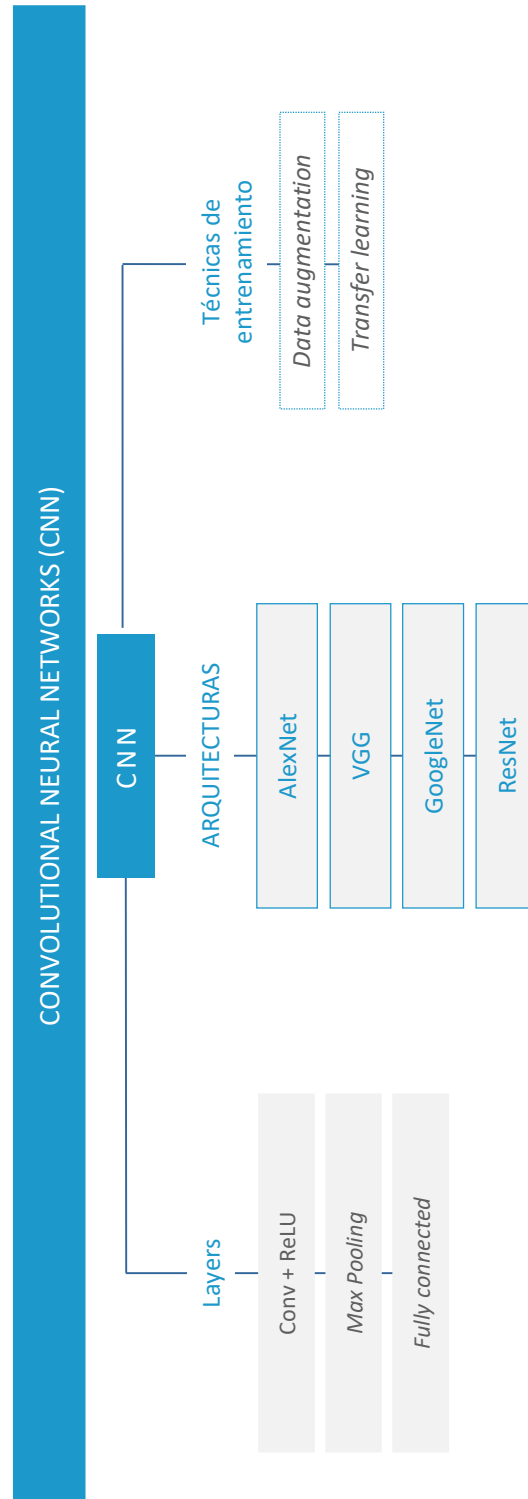 CONVOLUTIONAL NEURAL NETWORKS (CNN)
CNN
Layers
Conv + ReLU
Max Pooling
Fully connected
ARQUITECTURAS
AlexNet
VGG
GoogleNet
ResNet
Técnicas de
entrenamiento
Data augmentation
Transfer learning